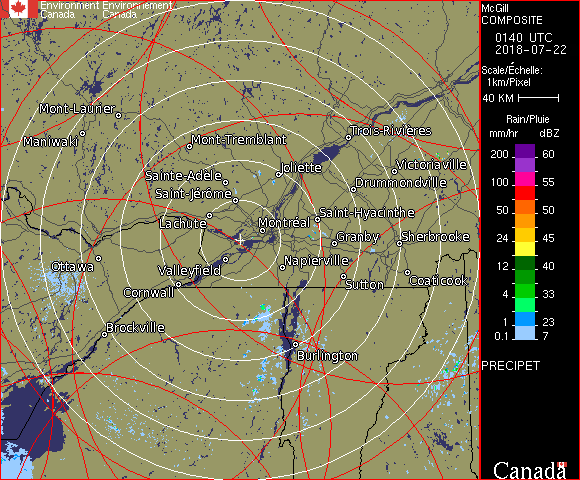 Environment Environnement
Canada Canada
McGill
COMPOSITE
0140 UTC
2018-07-22
Scale/Échelle:
1km/Pixel
40 KM
Rain/Pluie
mm/hr dBZ
200 60
100 55
50 50
24 45
12 40
4 33
1 23
0.1 7
PRECIPET
Canada
Mont-Laurier
Maniwaki
Mont-Tremblant
Trois-Rivières
Sainte-Adèle
Joliette
Victoriaville
Saint-Jérôme
Drummondville
Lachute
Montréal
Saint-Hyacinthe
Granby
Sherbrooke
Ottawa
Valleyfield
Napierville
Cornwall
Sutton
Coaticook
Brockville
Burlington